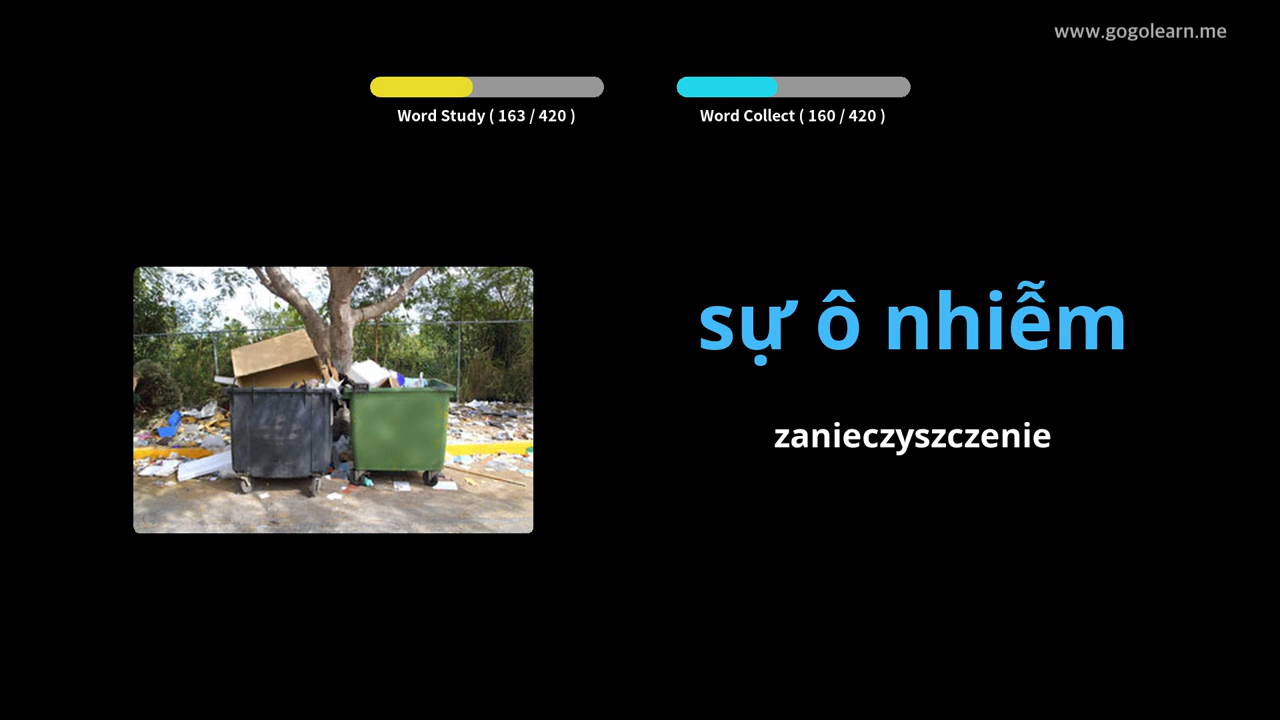 www.gogolearn.me
Word Study ( 163 / 420 )
Word Collect ( 160 / 420 )
sự ô nhiễm
zanieczyszczenie